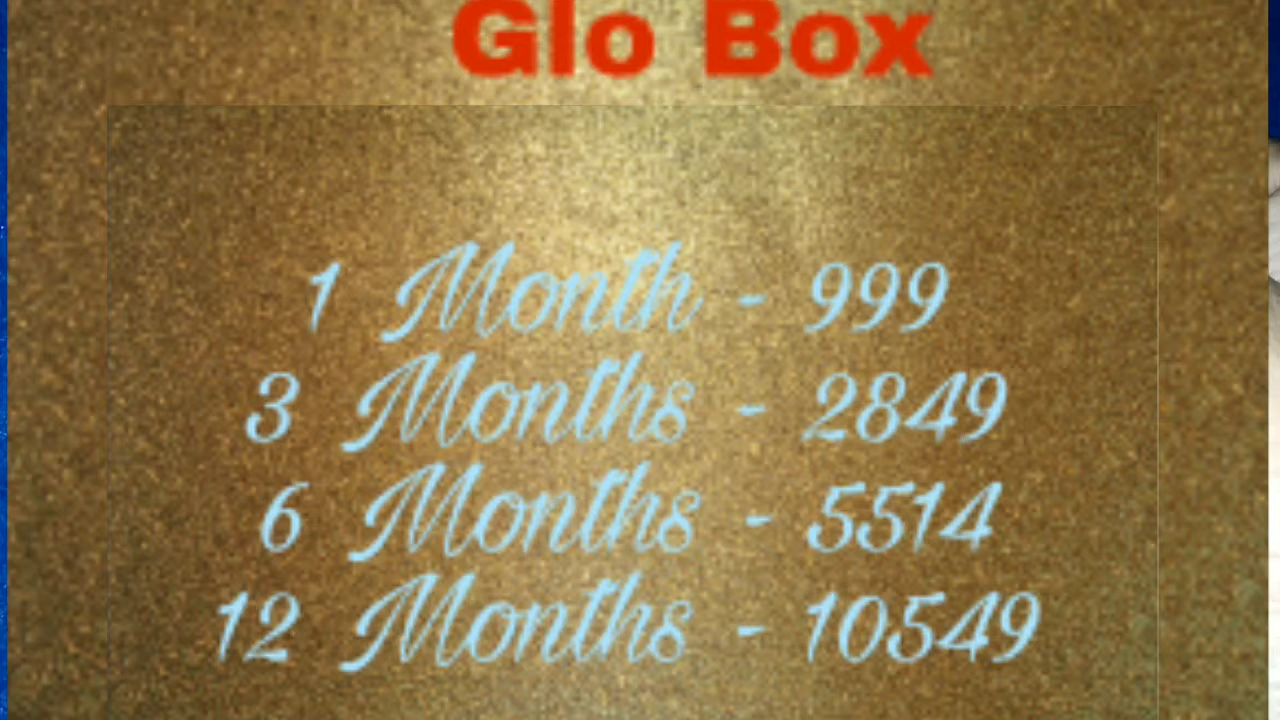 Glo Box
1 Month - 999
3 Months - 2849
6 Months - 5514
12 Months - 10549